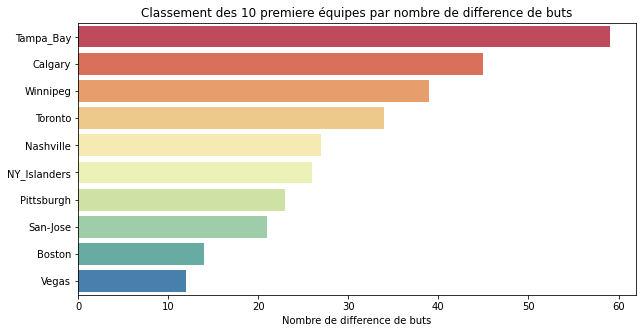 Classement des 10 premiere équipes par nombre de difference de buts
Tampa_Bay
Calgary
Winnipeg
Toronto
Nashville
NY_Islanders
Pittsburgh
San-Jose
Boston
Vegas
0 10 20 30 40 50 60
Nombre de difference de buts